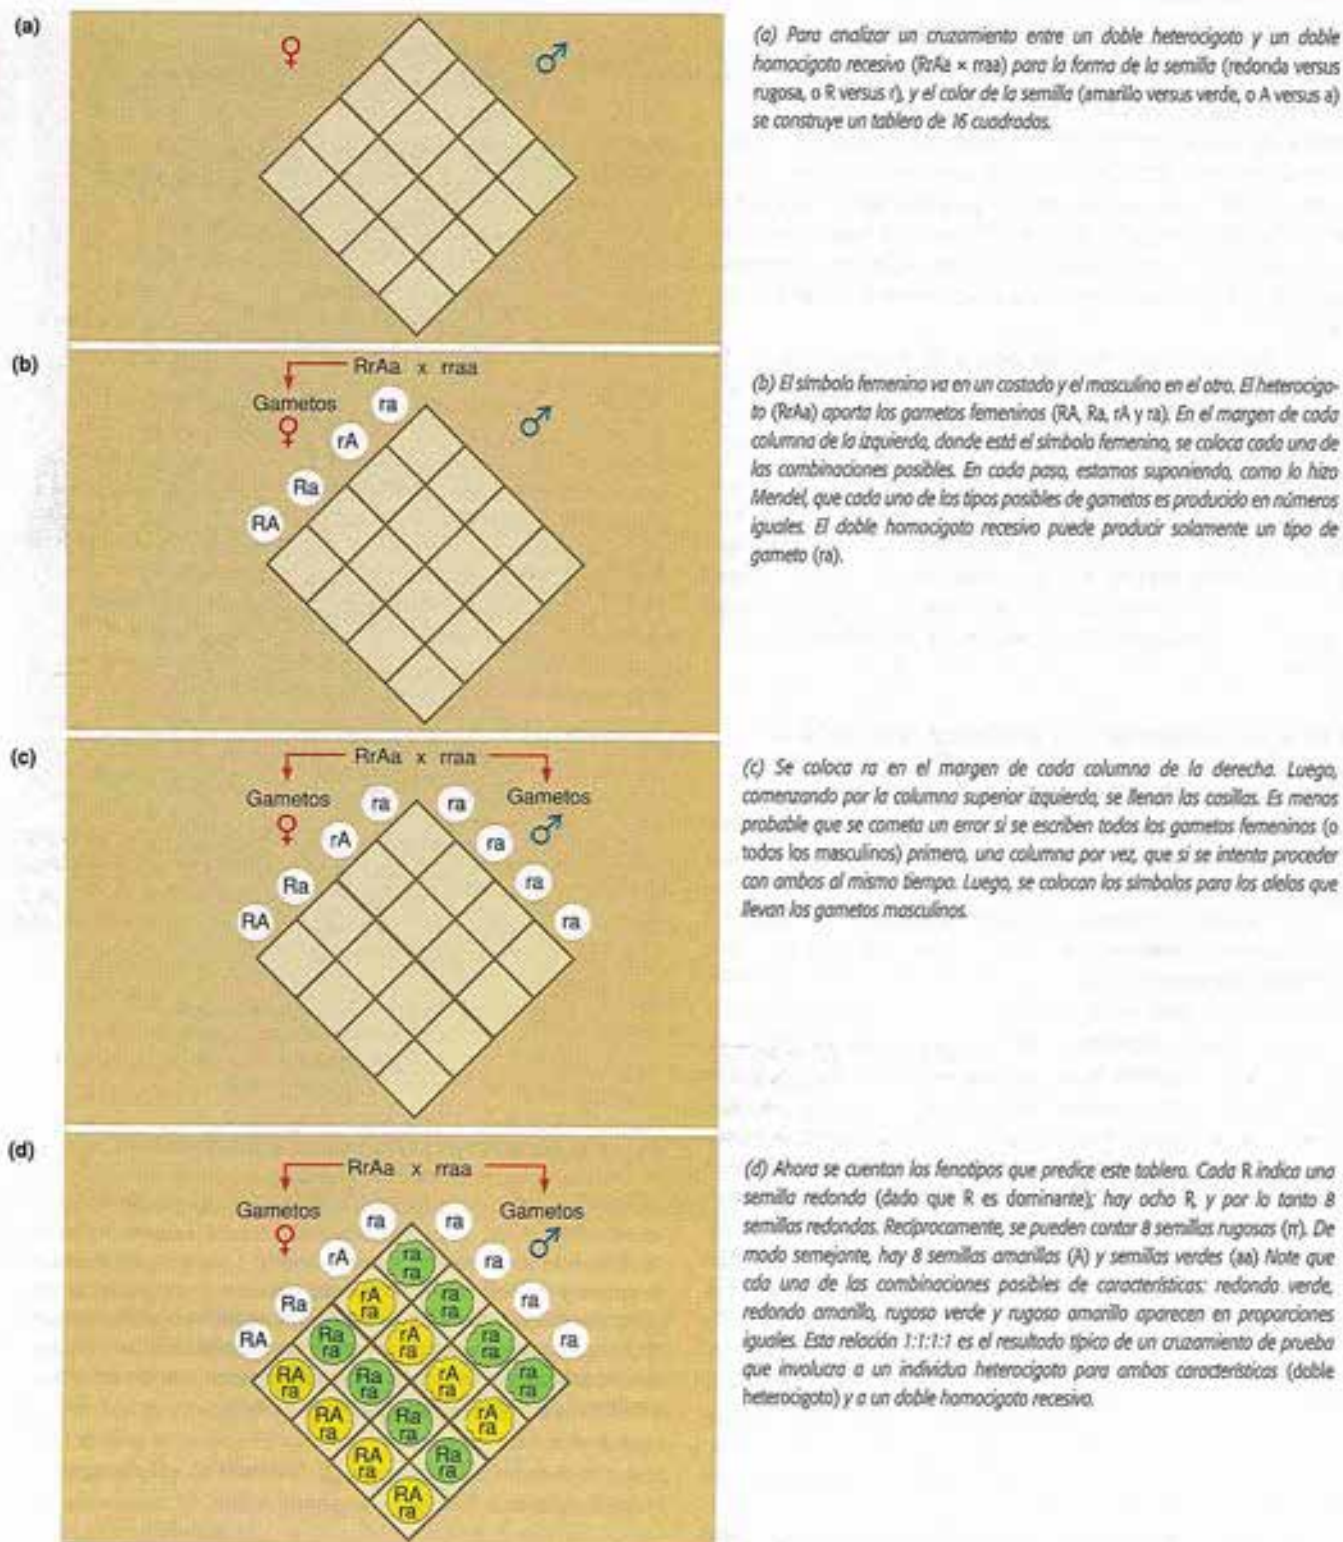 (a)
♀
♂
(a) Para analizar un cruzamiento entre un doble heterocigoto y un doble
homocigoto recesivo (RrAa × rraa) para la forma de la semilla (redonda versus
rugosa, o R versus r), y el color de la semilla (amarillo versus verde, o A versus a)
se construye un tablero de 16 cuadrados.
(b)
RrAa x rraa
Gametos
♀
♂
ra
rA
Ra
RA
(b) El símbolo femenino va en un costado y el masculino en el otro. El heterocigo-
to (RrAa) aporta los gametos femeninos (RA, Ra, rA y ra). En el margen de cada
columna de la izquierda, donde está el símbolo femenino, se coloca cada una de
las combinaciones posibles. En cada paso, estamos suponiendo, como lo hizo
Mendel, que cada uno de los tipos posibles de gametos es producido en números
iguales. El doble homocigoto recesivo puede producir solamente un tipo de
gameto (ra).
(c)
RrAa x rraa
Gametos
♀
ra
rA
Ra
RA
Gametos
♂
ra
ra
ra
ra
(c) Se coloca ra en el margen de cada columna de la derecha. Luego,
comenzando por la columna superior izquierda, se llenan las casillas. Es menos
probable que se cometa un error si se escriben todos los gametos femeninos (o
todos los masculinos) primero, una columna por vez, que si se intenta proceder
con ambos al mismo tiempo. Luego, se colocan los símbolos para los alelos que
llevan los gametos masculinos.
(d)
RrAa x rraa
Gametos
♀
ra
rA
Ra
RA
Gametos
♂
ra
ra
ra
ra
ra
ra
rA
ra
ra
ra
Ra
ra
rA
ra
ra
ra
RA
ra
Ra
ra
rA
ra
ra
ra
RA
ra
Ra
ra
rA
ra
RA
ra
Ra
ra
RA
ra
(d) Ahora se cuentan los fenotipos que predice este tablero. Cada R indica una
semilla redonda (dado que R es dominante); hay ocho R, y por lo tanto 8
semillas redondas. Recíprocamente, se pueden contar 8 semillas rugosas (rr). De
modo semejante, hay 8 semillas amarillas (A) y semillas verdes (aa) Note que
cda una de las combinaciones posibles de características: redondo verde,
redondo amarillo, rugoso verde y rugoso amarillo aparecen en proporciones
iguales. Esta relación 1:1:1:1 es el resultado típico de un cruzamiento de prueba
que involucra a un individuo heterocigoto para ambas características (doble
heterocigoto) y a un doble homocigoto recesivo.